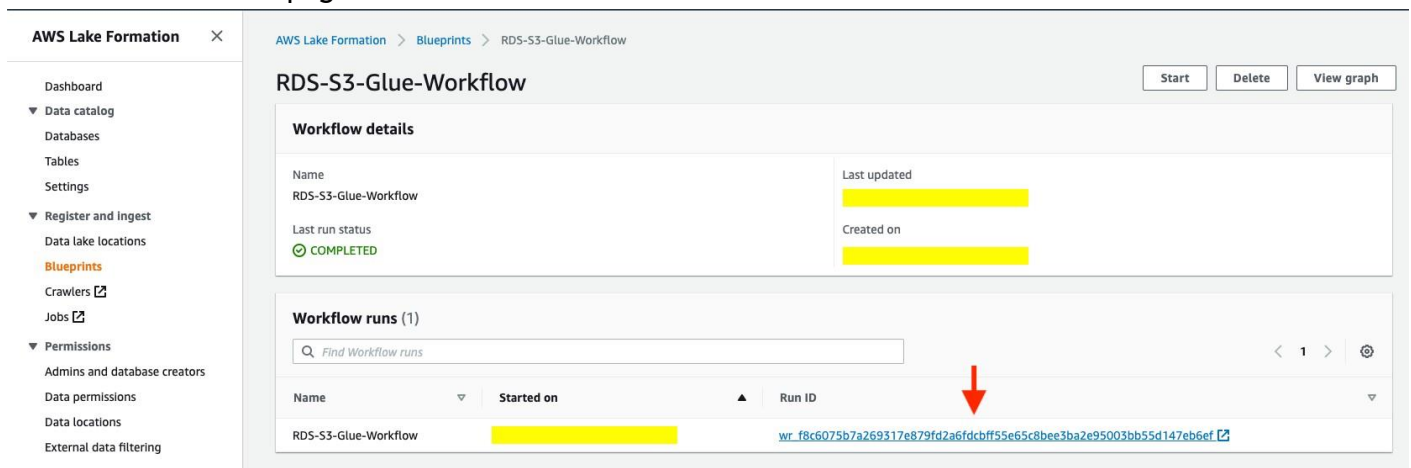 AWS Lake Formation
Dashboard
Data catalog
Databases
Tables
Settings
Register and ingest
Data lake locations
Blueprints
Crawlers
Jobs
Permissions
Admins and database creators
Data permissions
Data locations
External data filtering
AWS Lake Formation > Blueprints > RDS-S3-Glue-Workflow
RDS-S3-Glue-Workflow
Start Delete View graph
Workflow details
Name
RDS-S3-Glue-Workflow
Last run status
COMPLETED
Last updated
Created on
Workflow runs (1)
Find Workflow runs
< 1 >
Name Started on Run ID
RDS-S3-Glue-Workflow wr_f8c6075b7a269317e879fd2a6fdcbff55e65c8bee3ba2e95003bb55d147eb6ef